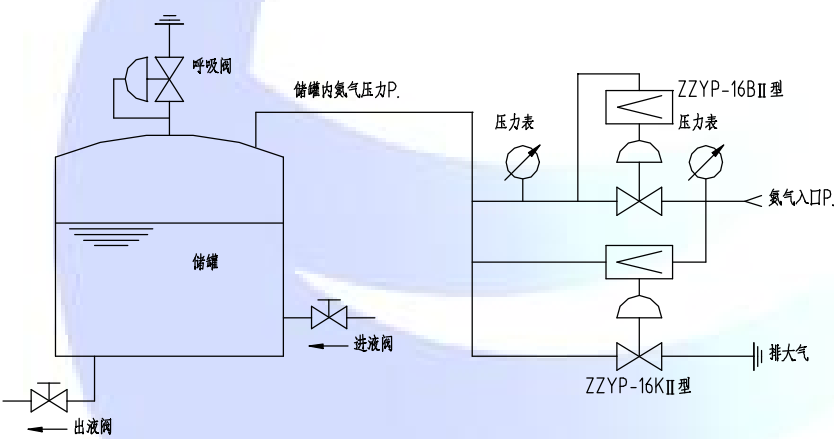 呼吸阀
储罐内氮气压力P.
ZZYP-16BⅡ型
压力表
压力表
氮气入口P.
储罐
进液阀
排大气
ZZYP-16KⅡ型
出液阀